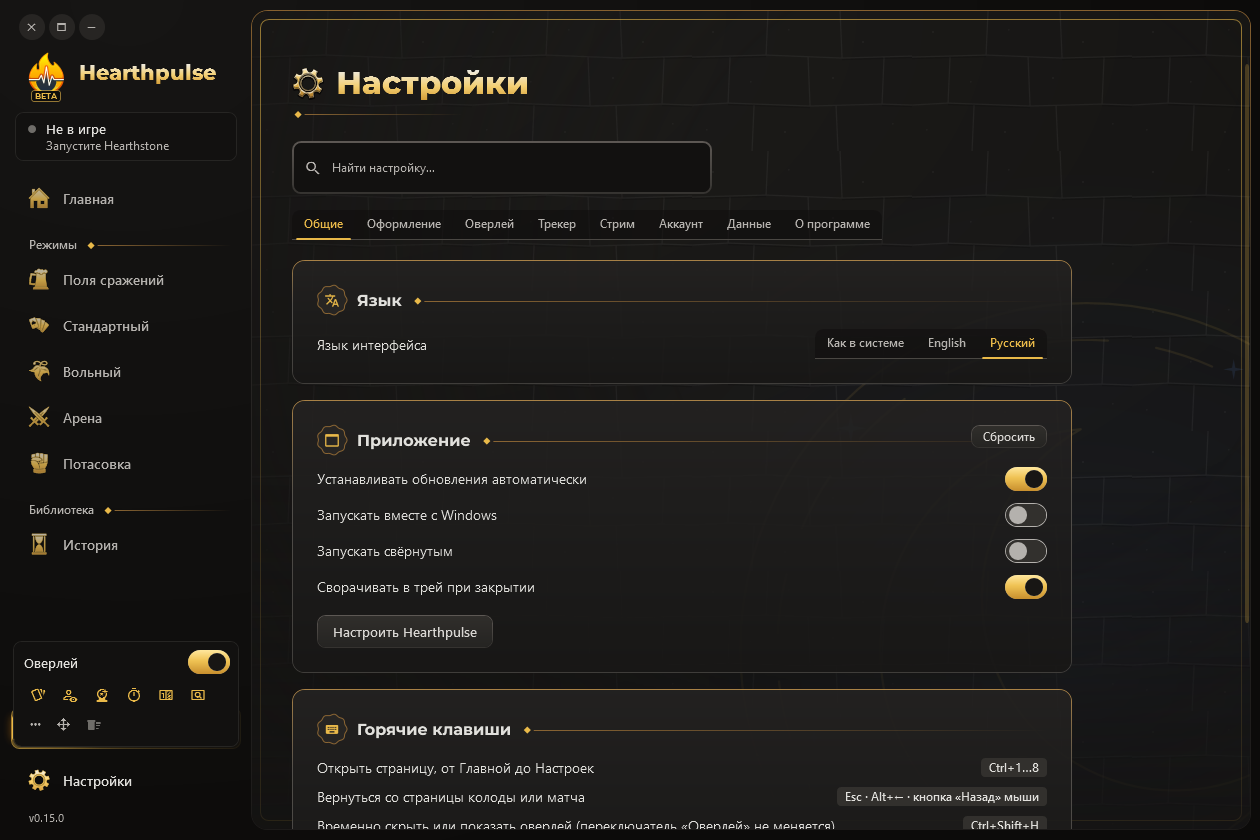 Hearthpulse
BETA
Не в игре
Запустите Hearthstone
Главная
Режимы
Поля сражений
Стандартный
Вольный
Арена
Потасовка
Библиотека
История
Оверлей
Настройки
v0.15.0
Настройки
Найти настройку...
Общие Оформление Оверлей Трекер Стрим Аккаунт Данные О программе
Язык
Язык интерфейса Как в системе English Русский
Приложение Сбросить
Устанавливать обновления автоматически
Запускать вместе с Windows
Запускать свёрнутым
Сворачивать в трей при закрытии
Настроить Hearthpulse
Горячие клавиши
Открыть страницу, от Главной до Настроек Ctrl+1…8
Вернуться со страницы колоды или матча Esc · Alt+← · кнопка «Назад» мыши
Временно скрыть или показать оверлей (переключатель «Оверлей» не меняется) Ctrl+Shift+H